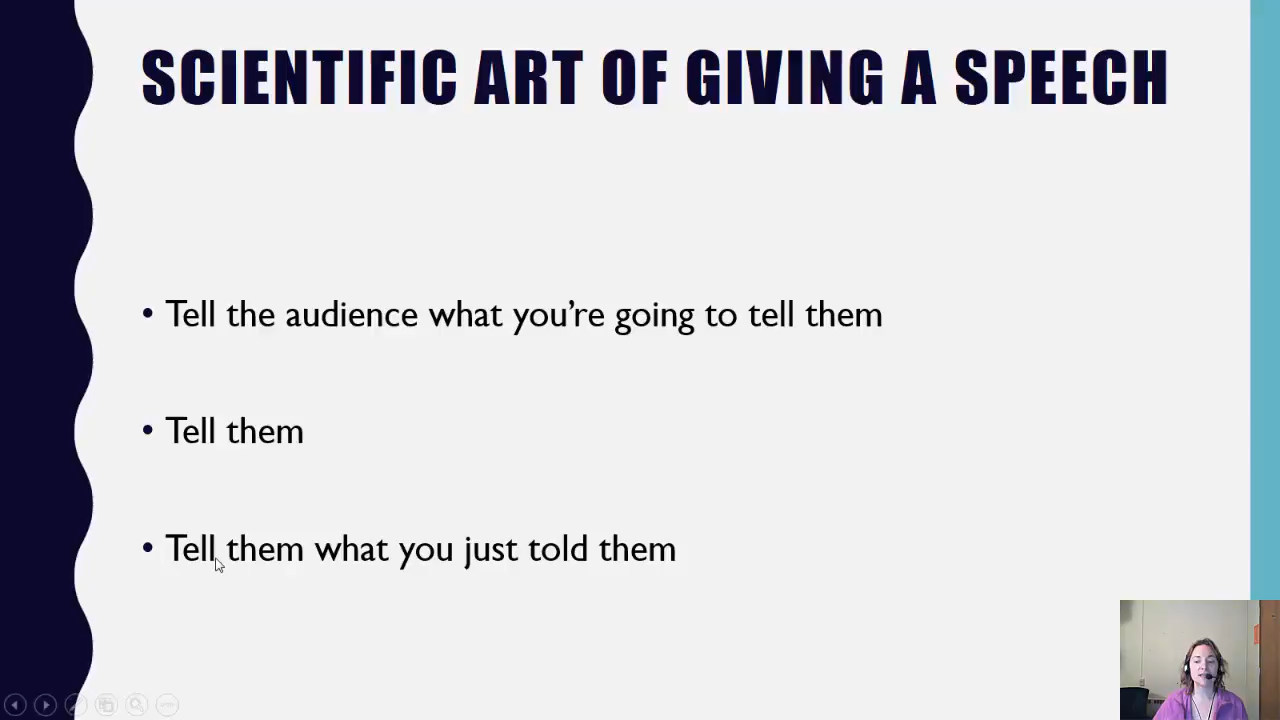 SCIENTIFIC ART OF GIVING A SPEECH
• Tell the audience what you’re going to tell them
• Tell them
• Tell them what you just told them